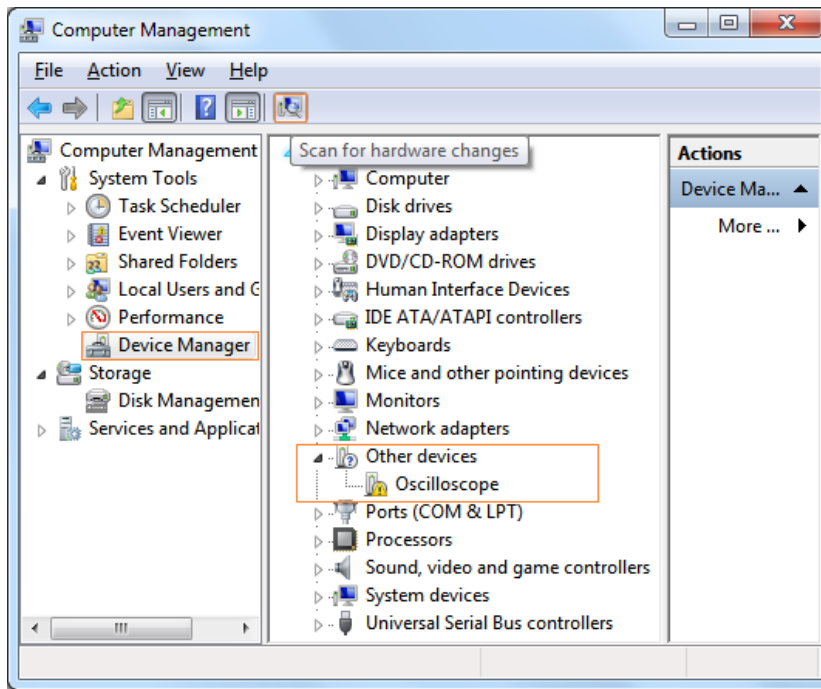 Computer Management
File Action View Help
Scan for hardware changes
Computer Management
System Tools
Task Scheduler
Event Viewer
Shared Folders
Local Users and G
Performance
Device Manager
Storage
Disk Managemen
Services and Applicat
Computer
Disk drives
Display adapters
DVD/CD-ROM drives
Human Interface Devices
IDE ATA/ATAPI controllers
Keyboards
Mice and other pointing devices
Monitors
Network adapters
Other devices
Oscilloscope
Ports (COM & LPT)
Processors
Sound, video and game controllers
System devices
Universal Serial Bus controllers
Actions
Device Ma...
More ...